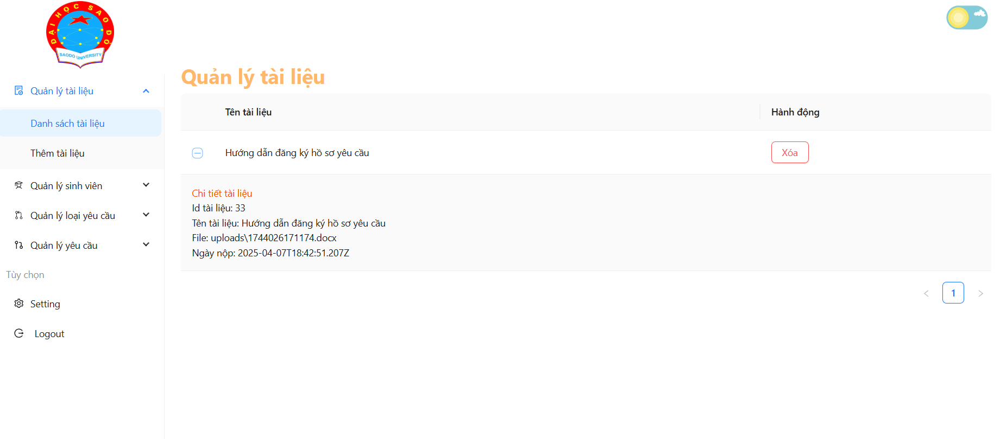 ĐẠI HỌC SAO ĐỎ
SAODO UNIVERSITY
Quản lý tài liệu
Danh sách tài liệu
Thêm tài liệu
Quản lý sinh viên
Quản lý loại yêu cầu
Quản lý yêu cầu
Tùy chọn
Setting
Logout
Quản lý tài liệu
Tên tài liệu
Hành động
Hướng dẫn đăng ký hồ sơ yêu cầu
Xóa
Chi tiết tài liệu
Id tài liệu: 33
Tên tài liệu: Hướng dẫn đăng ký hồ sơ yêu cầu
File: uploads\1744026171174.docx
Ngày nộp: 2025-04-07T18:42:51.207Z
< 1 >